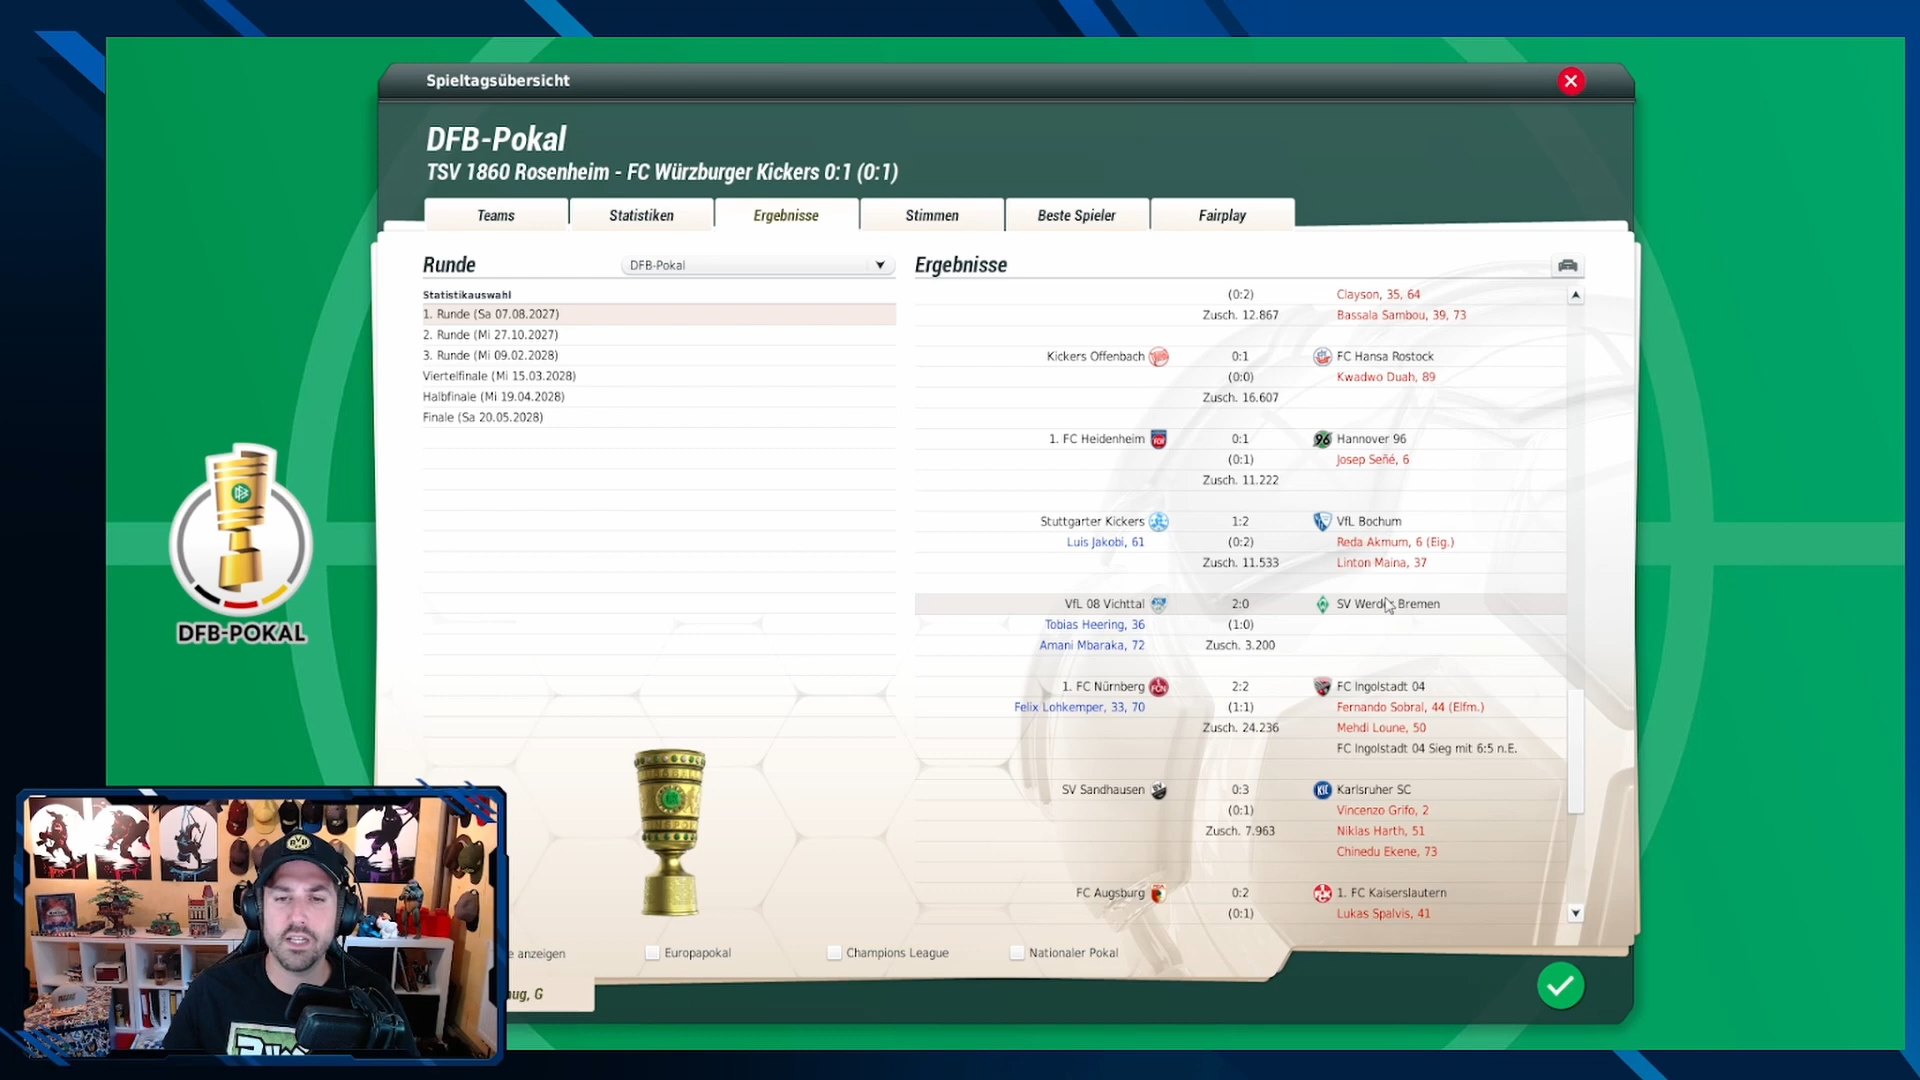 Spieltagsübersicht
DFB-Pokal
TSV 1860 Rosenheim - FC Würzburger Kickers 0:1 (0:1)
Teams
Statistiken
Ergebnisse
Stimmen
Beste Spieler
Fairplay
Runde
DFB-Pokal
Statistikauswahl
1. Runde (Sa 07.08.2027)
2. Runde (Mi 27.10.2027)
3. Runde (Mi 09.02.2028)
Viertelfinale (Mi 15.03.2028)
Halbfinale (Mi 19.04.2028)
Finale (Sa 20.05.2028)
Ergebnisse
(0:2) Clayson, 35, 64
Zusch. 12.867 Bassala Sambou, 39, 73
Kickers Offenbach 0:1 FC Hansa Rostock
(0:0) Kwadwo Duah, 89
Zusch. 16.607
1. FC Heidenheim 0:1 96 Hannover 96
(0:1) Josep Señé, 6
Zusch. 11.222
Stuttgarter Kickers 1:2 VfL Bochum
Luis Jakobi, 61 (0:2) Reda Akmum, 6 (Eig.)
Zusch. 11.533 Linton Maina, 37
VfL 08 Vichttal 2:0 SV Werder Bremen
Tobias Heering, 36 (1:0)
Amani Mbaraka, 72 Zusch. 3.200
1. FC Nürnberg 2:2 FC Ingolstadt 04
Felix Lohkemper, 33, 70 (1:1) Fernando Sobral, 44 (Elfm.)
Zusch. 24.236 Mehdi Loune, 50
FC Ingolstadt 04 Sieg mit 6:5 n.E.
SV Sandhausen 0:3 KSC Karlsruher SC
(0:1) Vincenzo Grifo, 2
Zusch. 7.963 Niklas Harth, 51
Chinedu Ekene, 73
FC Augsburg 0:2 1. FC Kaiserslautern
(0:1) Lukas Spalvis, 41
e anzeigen
Europapokal
Champions League
Nationaler Pokal
ug, G
DFB-POKAL
BVB